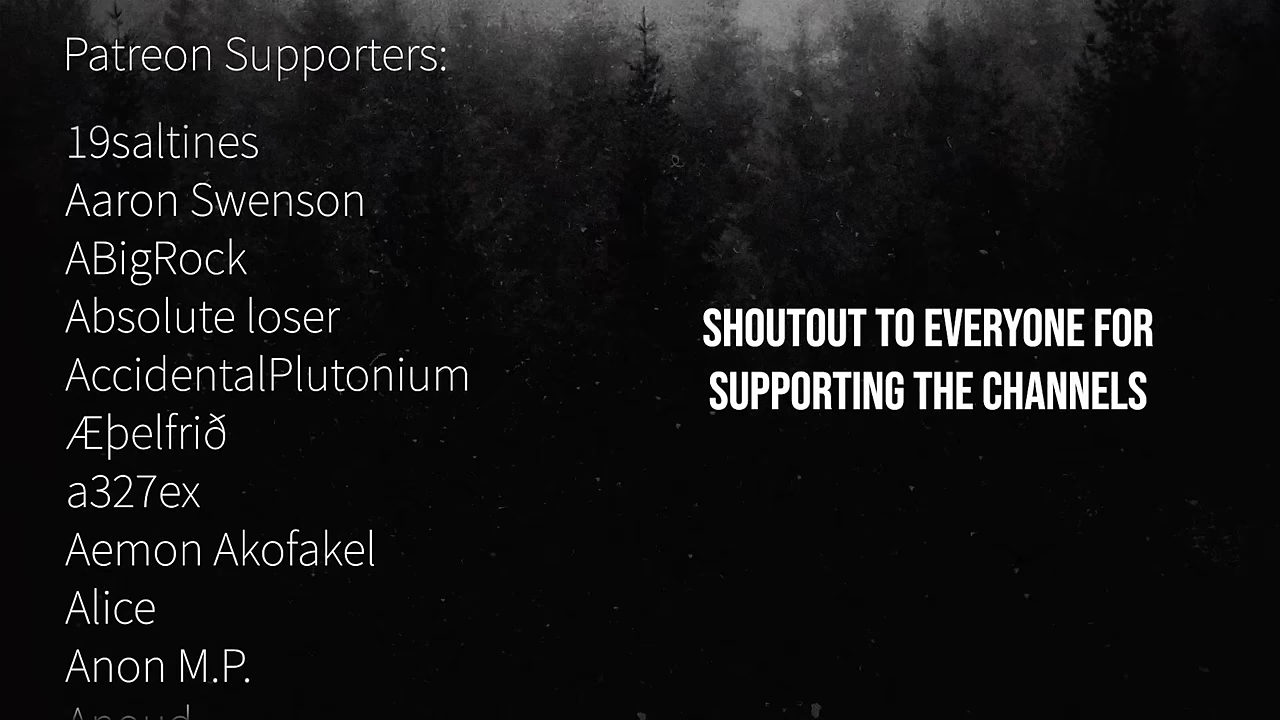 Patreon Supporters:
19saltines
Aaron Swenson
ABigRock
Absolute loser
AccidentalPlutonium
Æþelfrið
a327ex
Aemon Akofakel
Alice
Anon M.P.
SHOUTOUT TO EVERYONE FOR
SUPPORTING THE CHANNELS